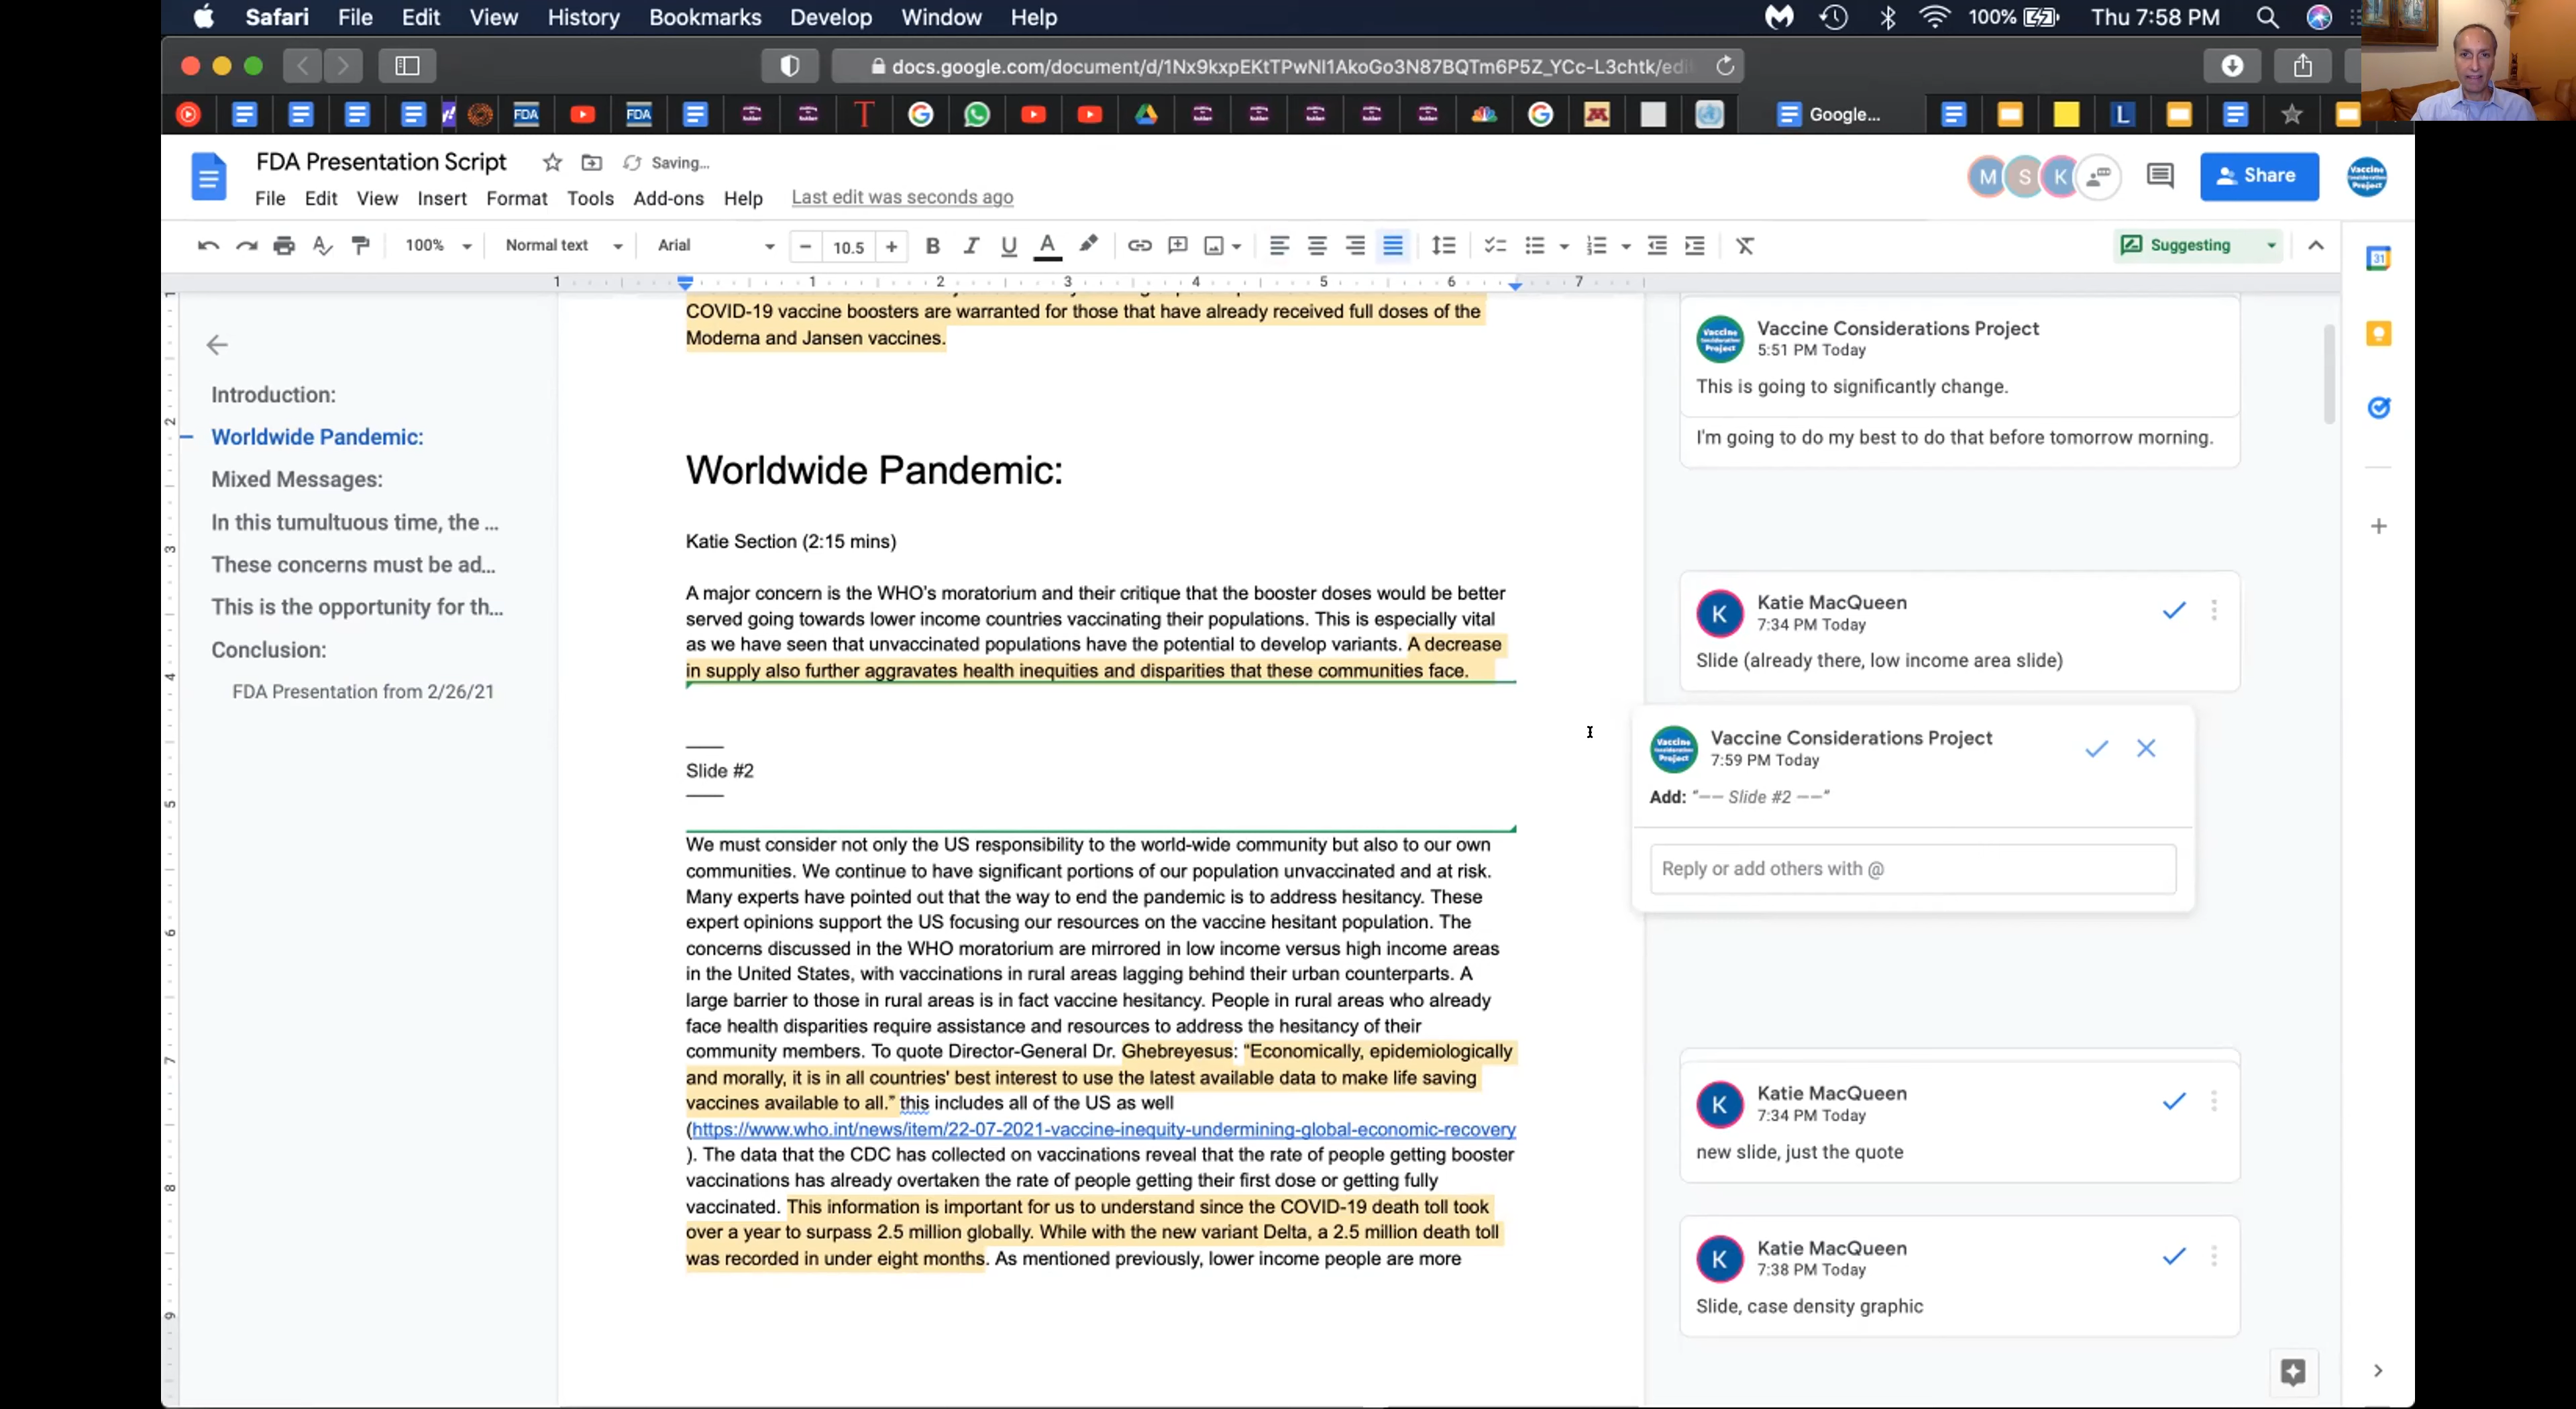 Safari File Edit View History Bookmarks Develop Window Help 100% Thu 7:58 PM
docs.google.com/document/d/1Nx9kxpEKtTPwNl1AkoGo3N87BQTm6P5Z_YCc-L3chtk/edi
FDA FDA T G G M Google... L
FDA Presentation Script Saving...
M S K Share
File Edit View Insert Format Tools Add-ons Help Last edit was seconds ago
100% Normal text Arial 10.5 B I U A Suggesting
1 1 2 3 4 5 6 7
COVID-19 vaccine boosters are warranted for those that have already received full doses of the
Moderna and Jansen vaccines.
Introduction:
Worldwide Pandemic:
Mixed Messages:
In this tumultuous time, the ...
These concerns must be ad...
This is the opportunity for th...
Conclusion:
FDA Presentation from 2/26/21
Worldwide Pandemic:
Katie Section (2:15 mins)
A major concern is the WHO's moratorium and their critique that the booster doses would be better
served going towards lower income countries vaccinating their populations. This is especially vital
as we have seen that unvaccinated populations have the potential to develop variants. A decrease
in supply also further aggravates health inequities and disparities that these communities face.
Slide #2
We must consider not only the US responsibility to the world-wide community but also to our own
communities. We continue to have significant portions of our population unvaccinated and at risk.
Many experts have pointed out that the way to end the pandemic is to address hesitancy. These
expert opinions support the US focusing our resources on the vaccine hesitant population. The
concerns discussed in the WHO moratorium are mirrored in low income versus high income areas
in the United States, with vaccinations in rural areas lagging behind their urban counterparts. A
large barrier to those in rural areas is in fact vaccine hesitancy. People in rural areas who already
face health disparities require assistance and resources to address the hesitancy of their
community members. To quote Director-General Dr. Ghebreyesus: “Economically, epidemiologically
and morally, it is in all countries' best interest to use the latest available data to make life saving
vaccines available to all.” this includes all of the US as well
(https://www.who.int/news/item/22-07-2021-vaccine-inequity-undermining-global-economic-recovery
). The data that the CDC has collected on vaccinations reveal that the rate of people getting booster
vaccinations has already overtaken the rate of people getting their first dose or getting fully
vaccinated. This information is important for us to understand since the COVID-19 death toll took
over a year to surpass 2.5 million globally. While with the new variant Delta, a 2.5 million death toll
was recorded in under eight months. As mentioned previously, lower income people are more
Vaccine Considerations Project
5:51 PM Today
This is going to significantly change.
I'm going to do my best to do that before tomorrow morning.
K Katie MacQueen
7:34 PM Today
Slide (already there, low income area slide)
Vaccine Considerations Project
7:59 PM Today
Add: “—— Slide #2 ——”
Reply or add others with @
K Katie MacQueen
7:34 PM Today
new slide, just the quote
K Katie MacQueen
7:38 PM Today
Slide, case density graphic